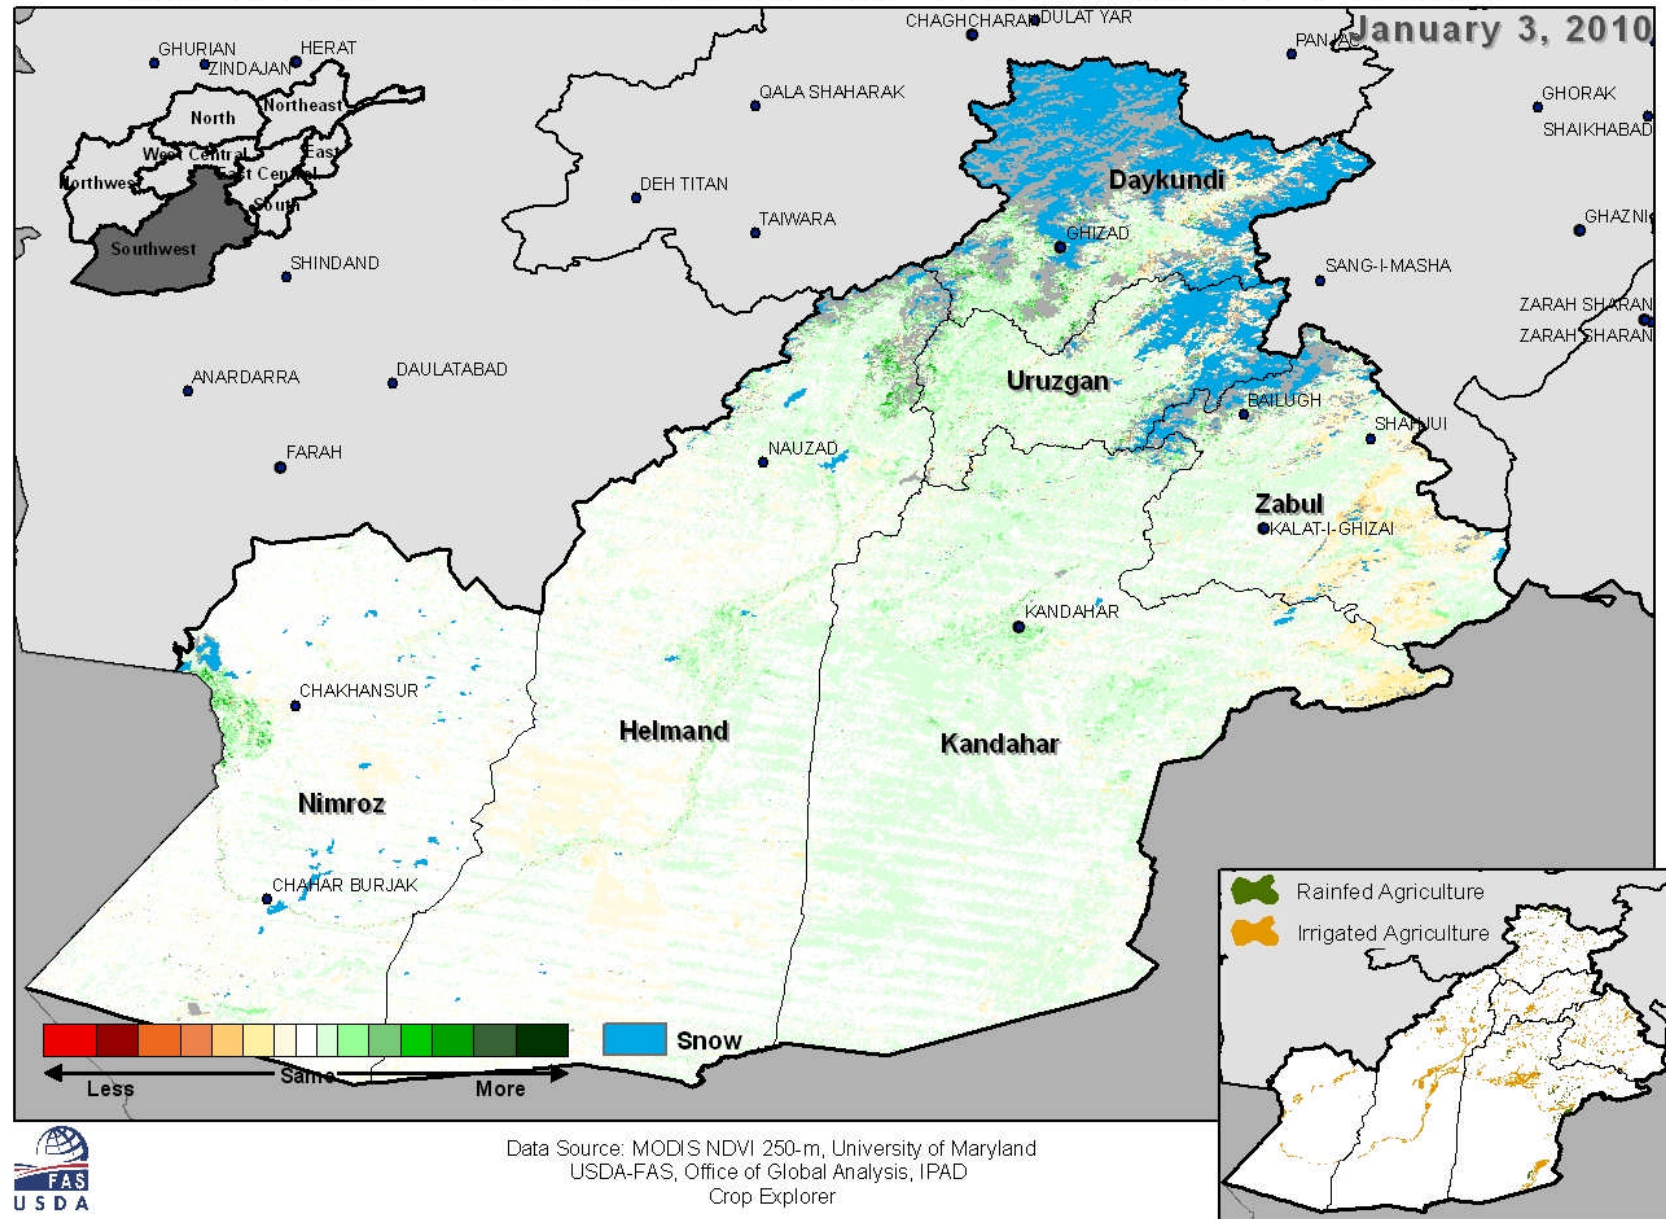 January 3, 2010
CHAGHCHARAN
DULAT YAR
PANJAO
GHURIAN
HERAT
ZINDAJAN
QALA SHAHARAK
GHORAK
SHAIKHABAD
North
Northeast
West Central
East
East Central
Northwest
South
Southwest
DEH TITAN
TAIWARA
Daykundi
GHIZAD
GHAZNI
SHINDAND
SANG-I-MASHA
ZARAH SHARAN
ZARAH SHARAN
ANARDARRA
DAULATABAD
Uruzgan
BAILUGH
SHAHJUI
FARAH
NAUZAD
Zabul
KALAT-I-GHIZAI
KANDAHAR
CHAKHANSUR
Helmand
Kandahar
Nimroz
CHAHAR BURJAK
Rainfed Agriculture
Irrigated Agriculture
Snow
Less
Same
More
Data Source: MODIS NDVI 250-m, University of Maryland
USDA-FAS, Office of Global Analysis, IPAD
Crop Explorer
FAS
USDA